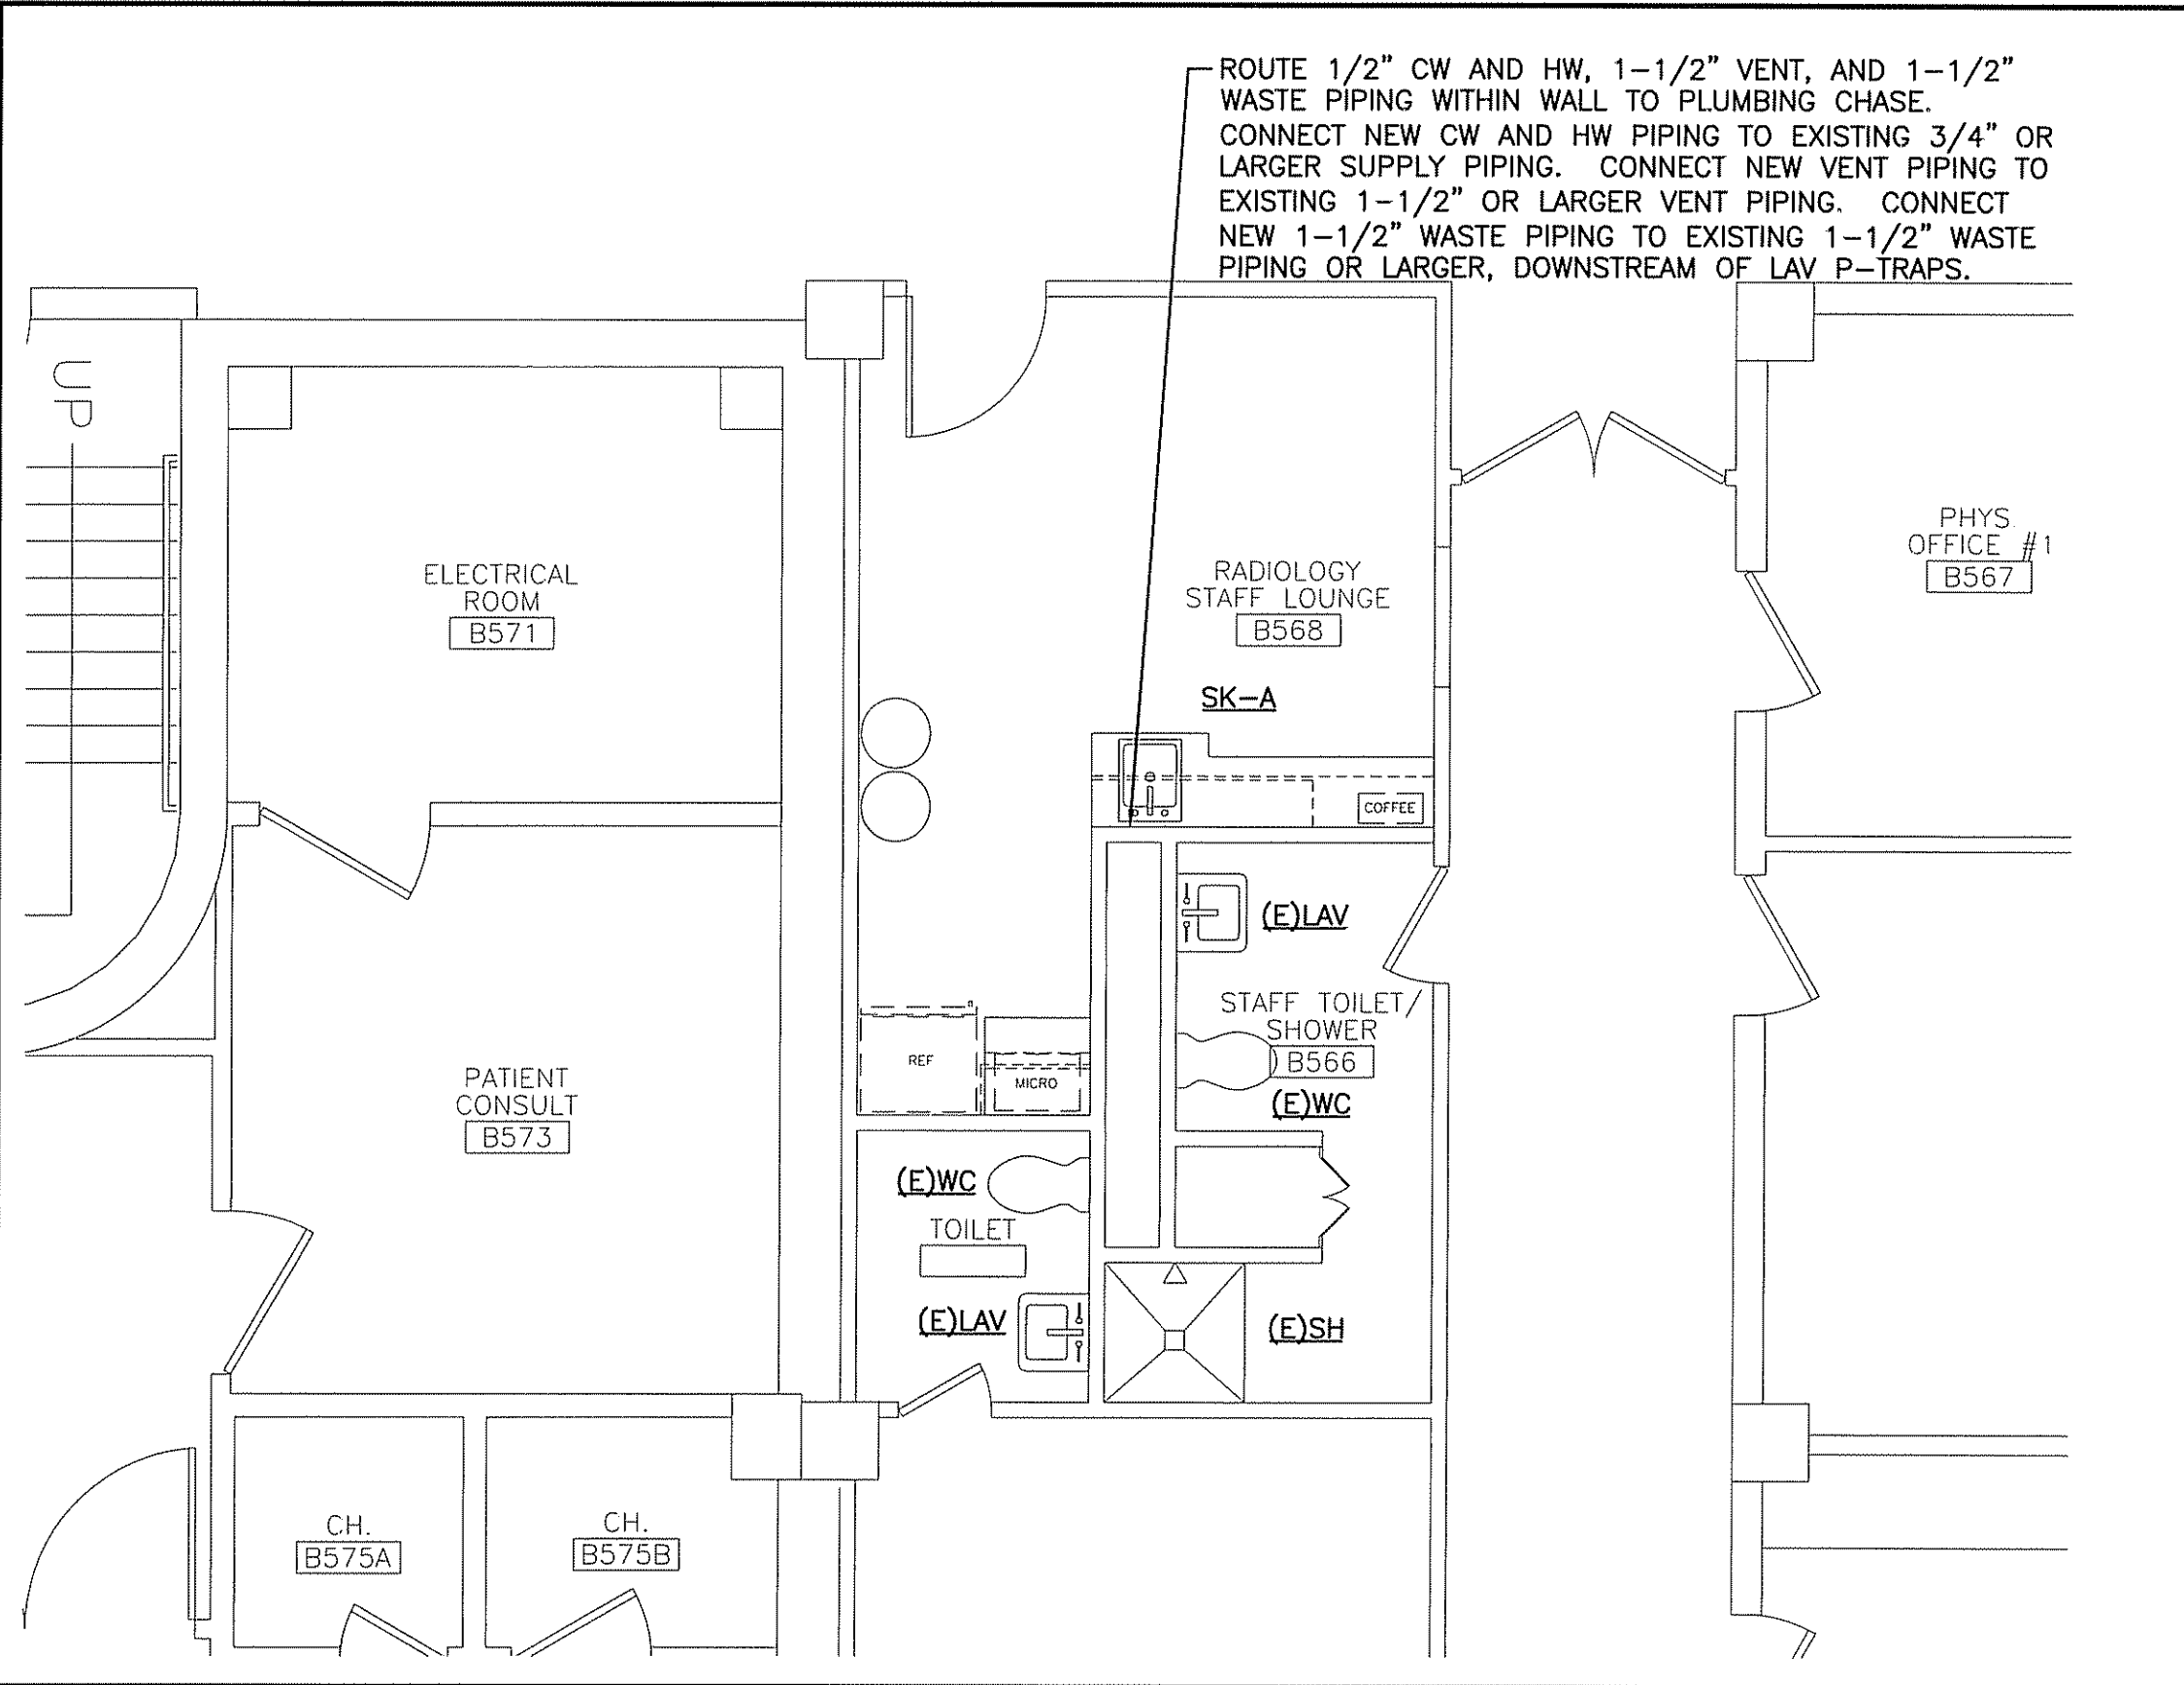 ROUTE 1/2" CW AND HW, 1-1/2" VENT, AND 1-1/2"
WASTE PIPING WITHIN WALL TO PLUMBING CHASE.
CONNECT NEW CW AND HW PIPING TO EXISTING 3/4" OR
LARGER SUPPLY PIPING. CONNECT NEW VENT PIPING TO
EXISTING 1-1/2" OR LARGER VENT PIPING. CONNECT
NEW 1-1/2" WASTE PIPING TO EXISTING 1-1/2" WASTE
PIPING OR LARGER, DOWNSTREAM OF LAV P-TRAPS.
UP
ELECTRICAL
ROOM
B571
RADIOLOGY
STAFF LOUNGE
B568
PHYS
OFFICE #1
B567
SK-A
COFFEE
(E)LAV
STAFF TOILET/
SHOWER
B566
(E)WC
REF
MICRO
PATIENT
CONSULT
B573
(E)WC
TOILET
(E)LAV
(E)SH
CH.
B575A
CH.
B575B